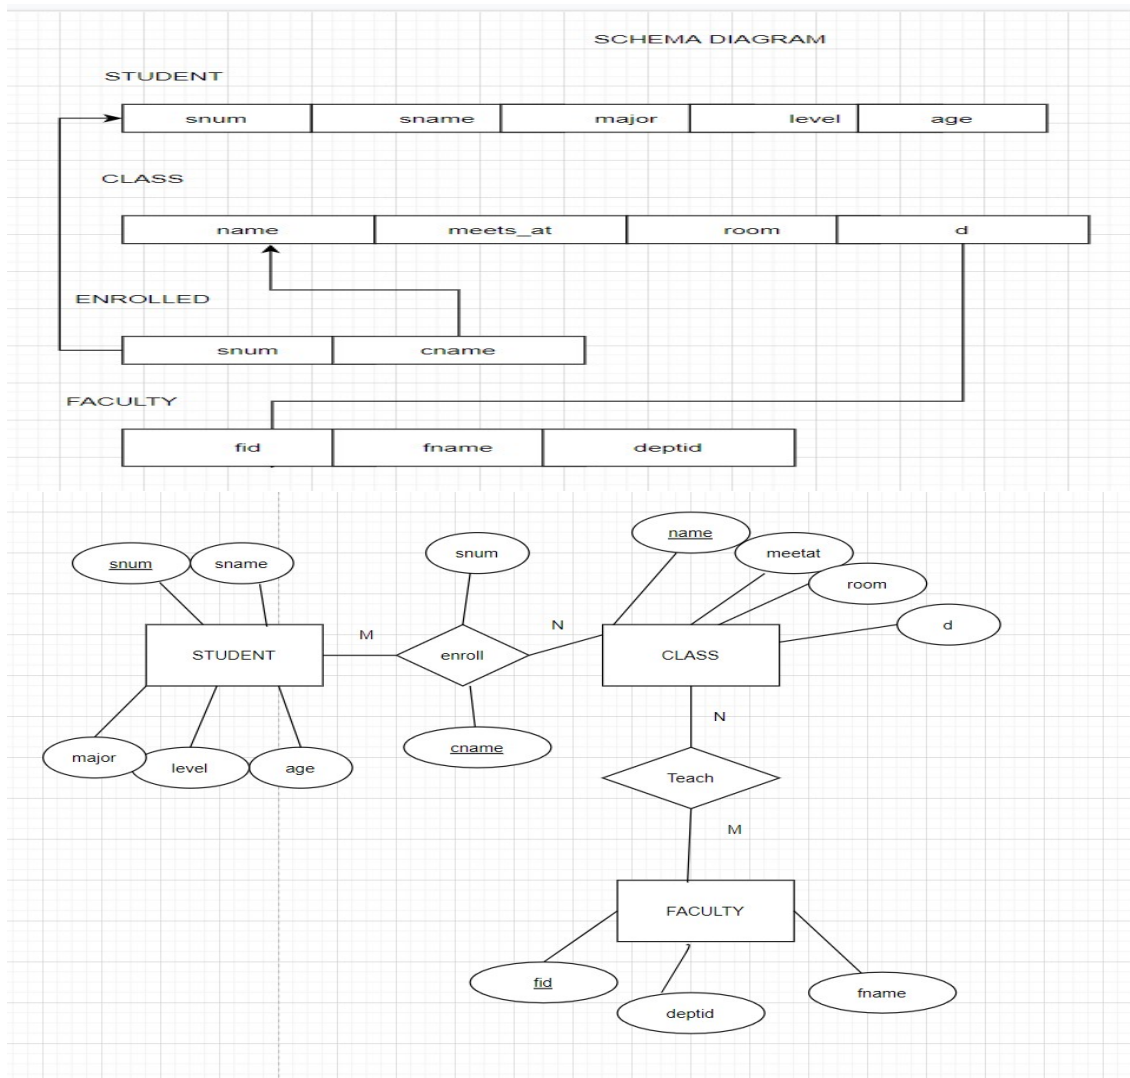 SCHEMA DIAGRAM
STUDENT
snum sname major level age
CLASS
name meets_at room d
ENROLLED
snum cname
FACULTY
fid fname deptid
name
snum
meetat
snum sname
room
d
M
N
STUDENT
enroll
CLASS
N
cname
major
level
age
Teach
M
FACULTY
fid
fname
deptid